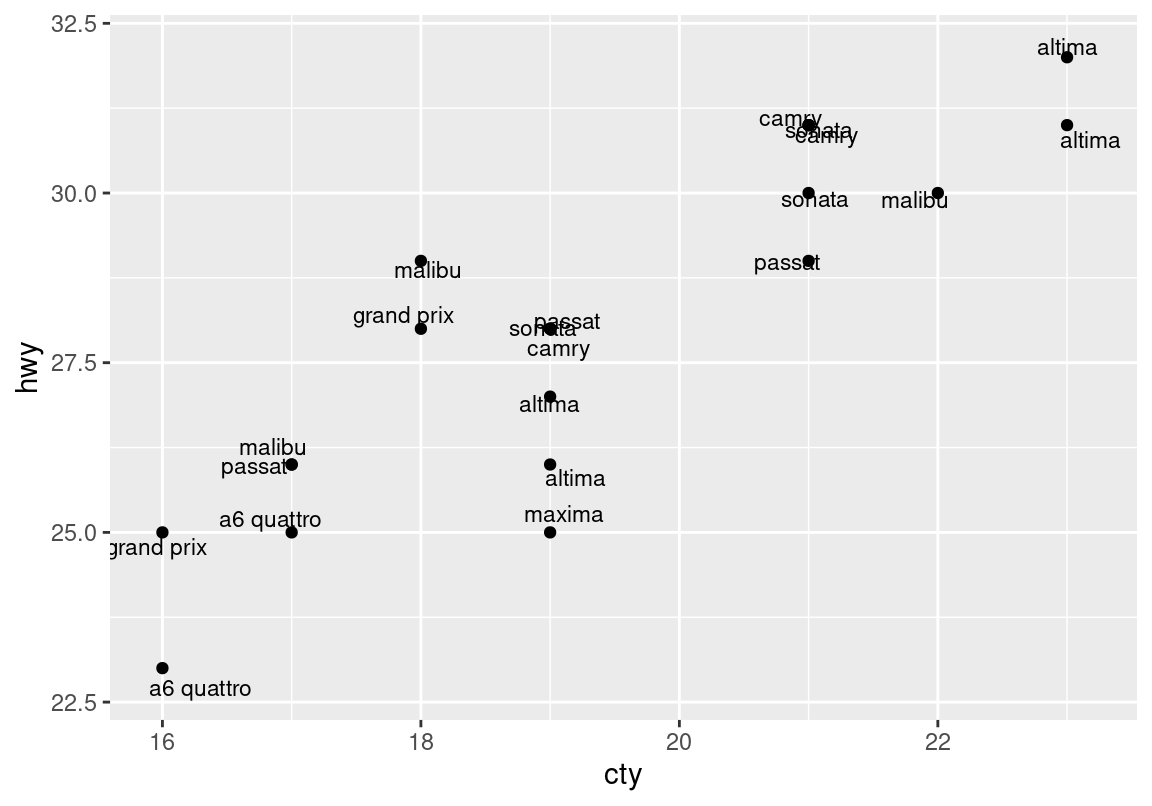 32.5
altima
camry
sonata
camry
altima
30.0
sonata
malibu
passat
malibu
grand prix
passat
sonata
camry
27.5
altima
malibu
passat
altima
a6 quattro
maxima
25.0
grand prix
a6 quattro
22.5
16
18
20
22
cty
hwy